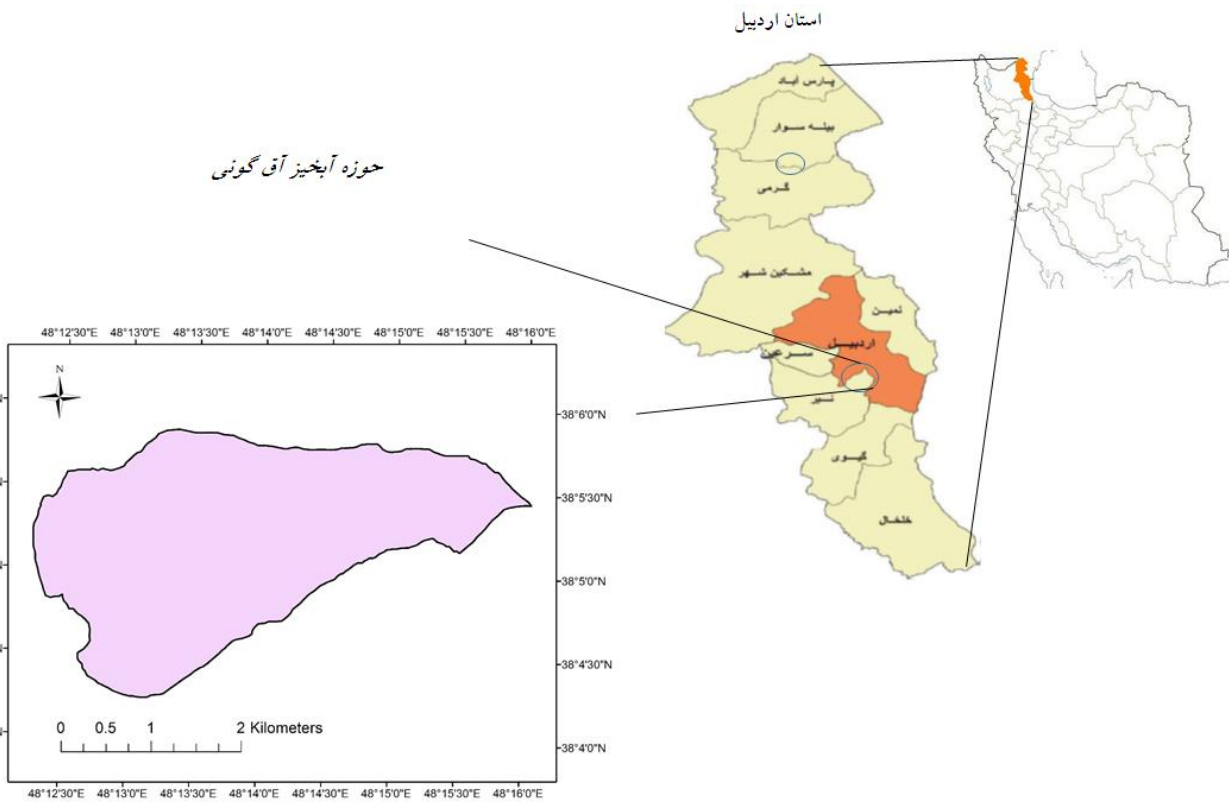 استان اردبیل
پارس آباد
بیله سوار
گرمی
مشگین شهر
نمین
اردبیل
سرعین
نیر
گیوی
خلخال
حوزه آبخیز آق گونی
48°12'30"E 48°13'0"E 48°13'30"E 48°14'0"E 48°14'30"E 48°15'0"E 48°15'30"E 48°16'0"E
N
38°6'0"N
38°5'30"N
38°5'0"N
38°4'30"N
38°4'0"N
0 0.5 1 2 Kilometers
48°12'30"E 48°13'0"E 48°13'30"E 48°14'0"E 48°14'30"E 48°15'0"E 48°15'30"E 48°16'0"E